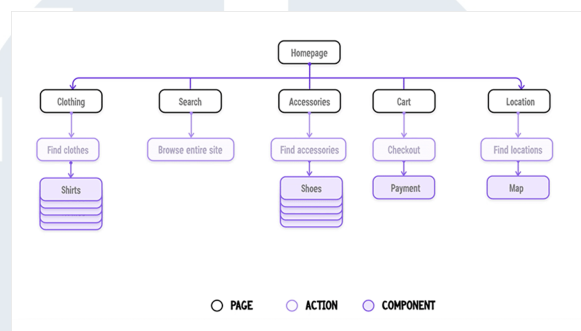 Homepage
Clothing
Search
Accessories
Cart
Location
Find clothes
Browse entire site
Find accessories
Checkout
Find locations
Shirts
Shoes
Payment
Map
PAGE
ACTION
COMPONENT